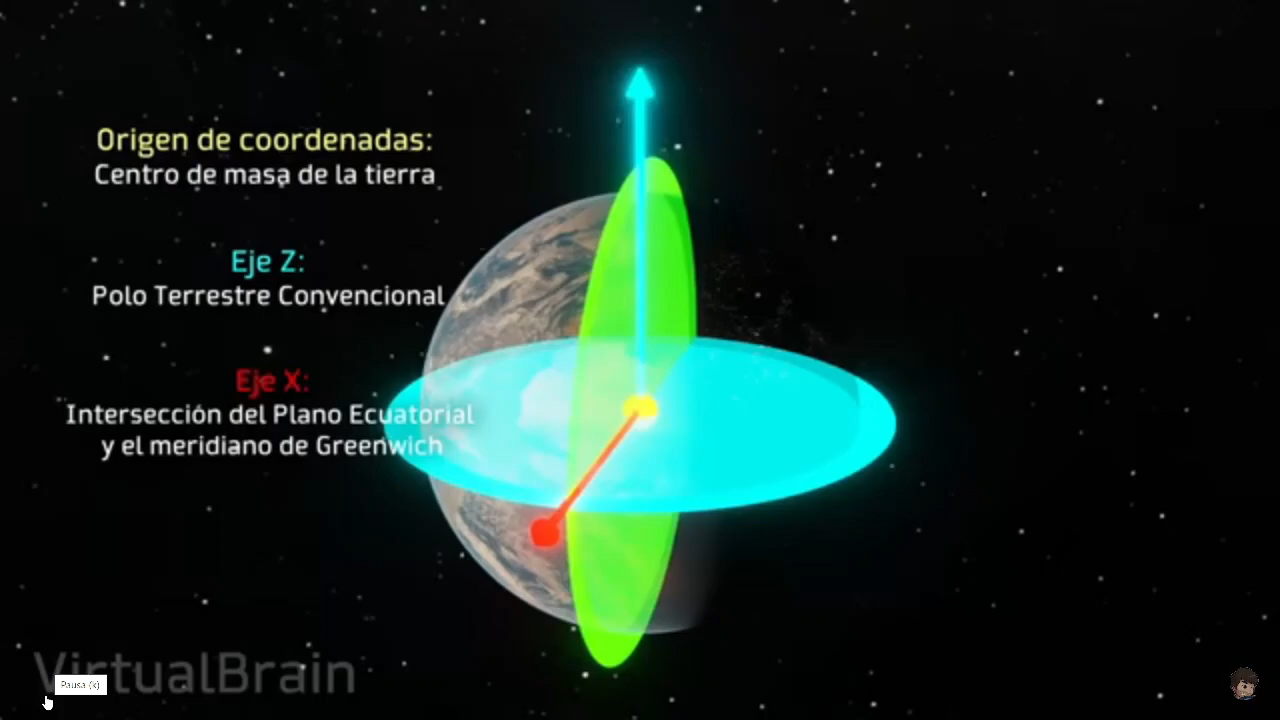 Origen de coordenadas:
Centro de masa de la tierra
Eje Z:
Polo Terrestre Convencional
Eje X:
Intersección del Plano Ecuatorial
y el meridiano de Greenwich
VirtualBrain
Pausa (k)